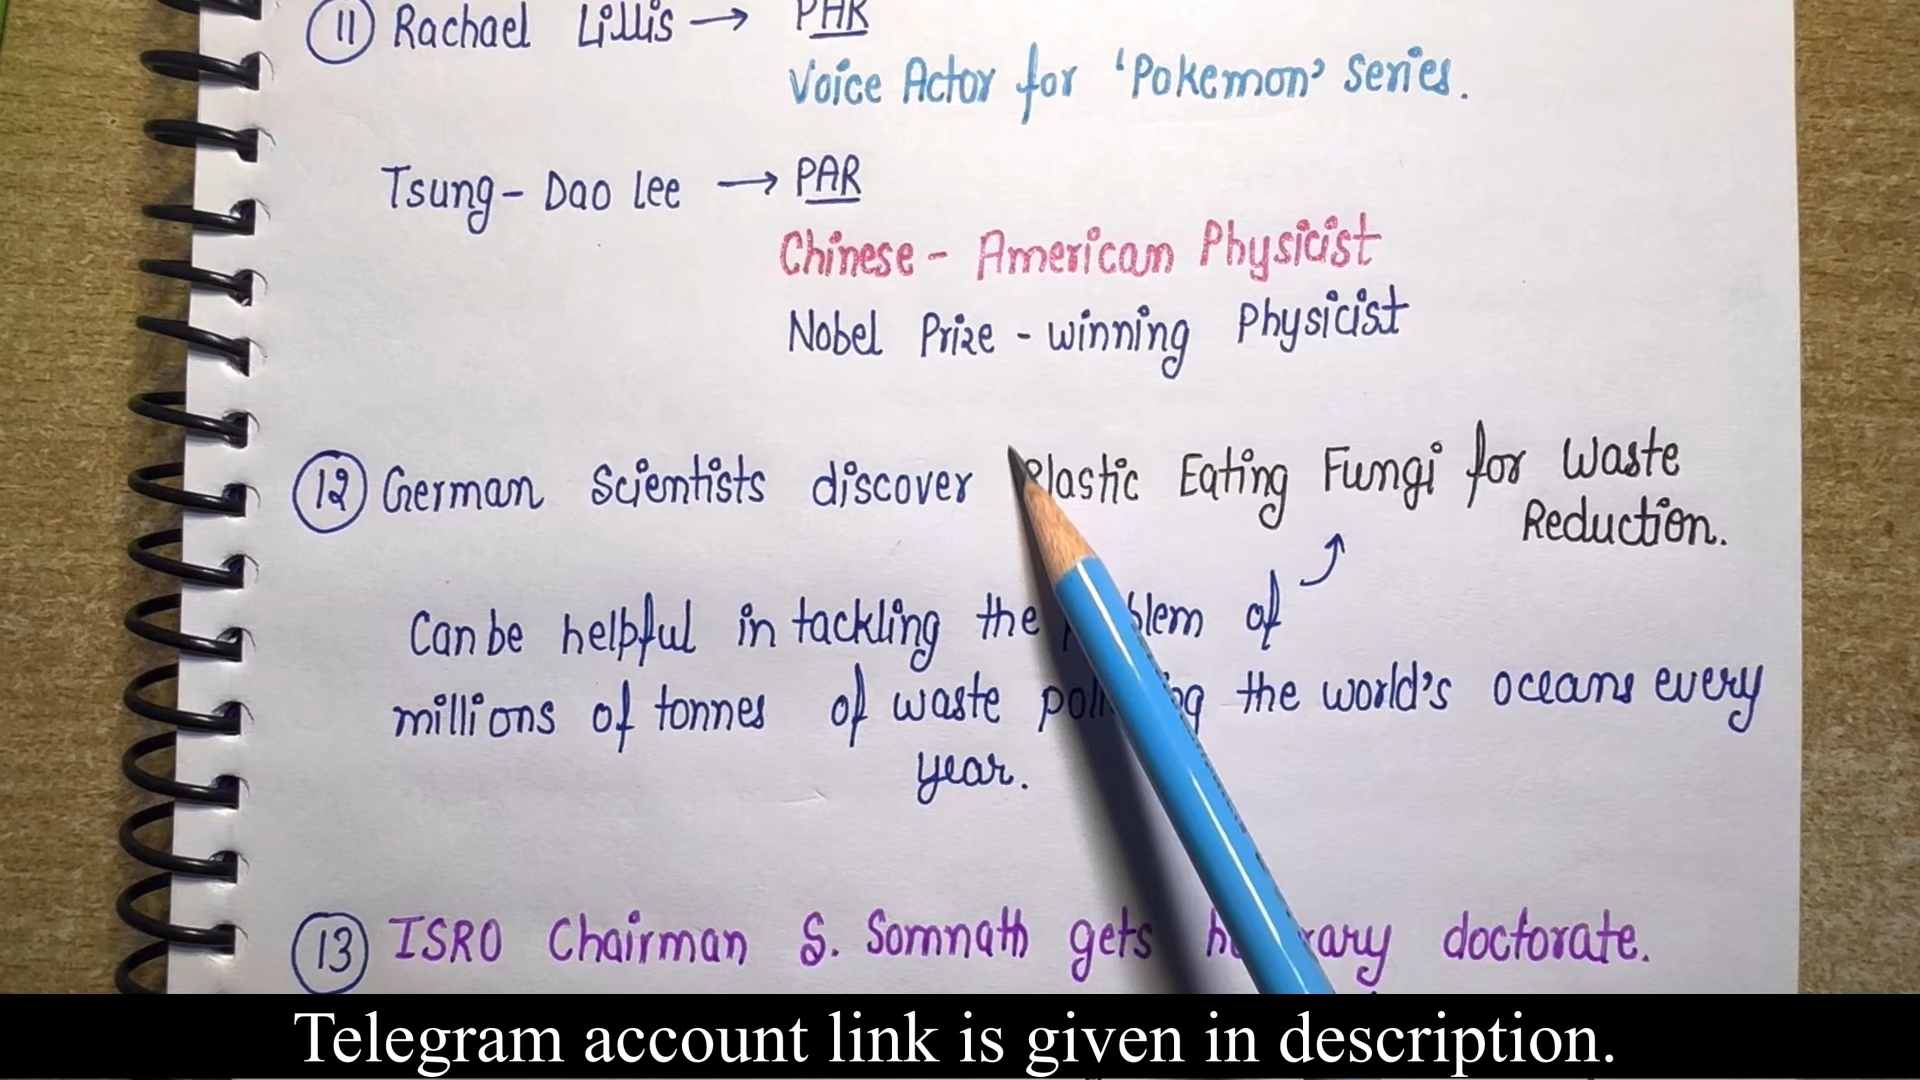 11 Rachael Lillis → PAR
Voice Actor for 'Pokemon' series.
Tsung-Dao Lee → PAR
Chinese - American Physicist
Nobel Prize - winning Physicist
12 German Scientists discover Plastic Eating Fungi for Waste
Reduction.
Can be helpful in tackling the problem of
millions of tonnes of waste polluting the world's oceans every
year.
13 ISRO Chairman S. Somnath gets honorary doctorate.
Telegram account link is given in description.